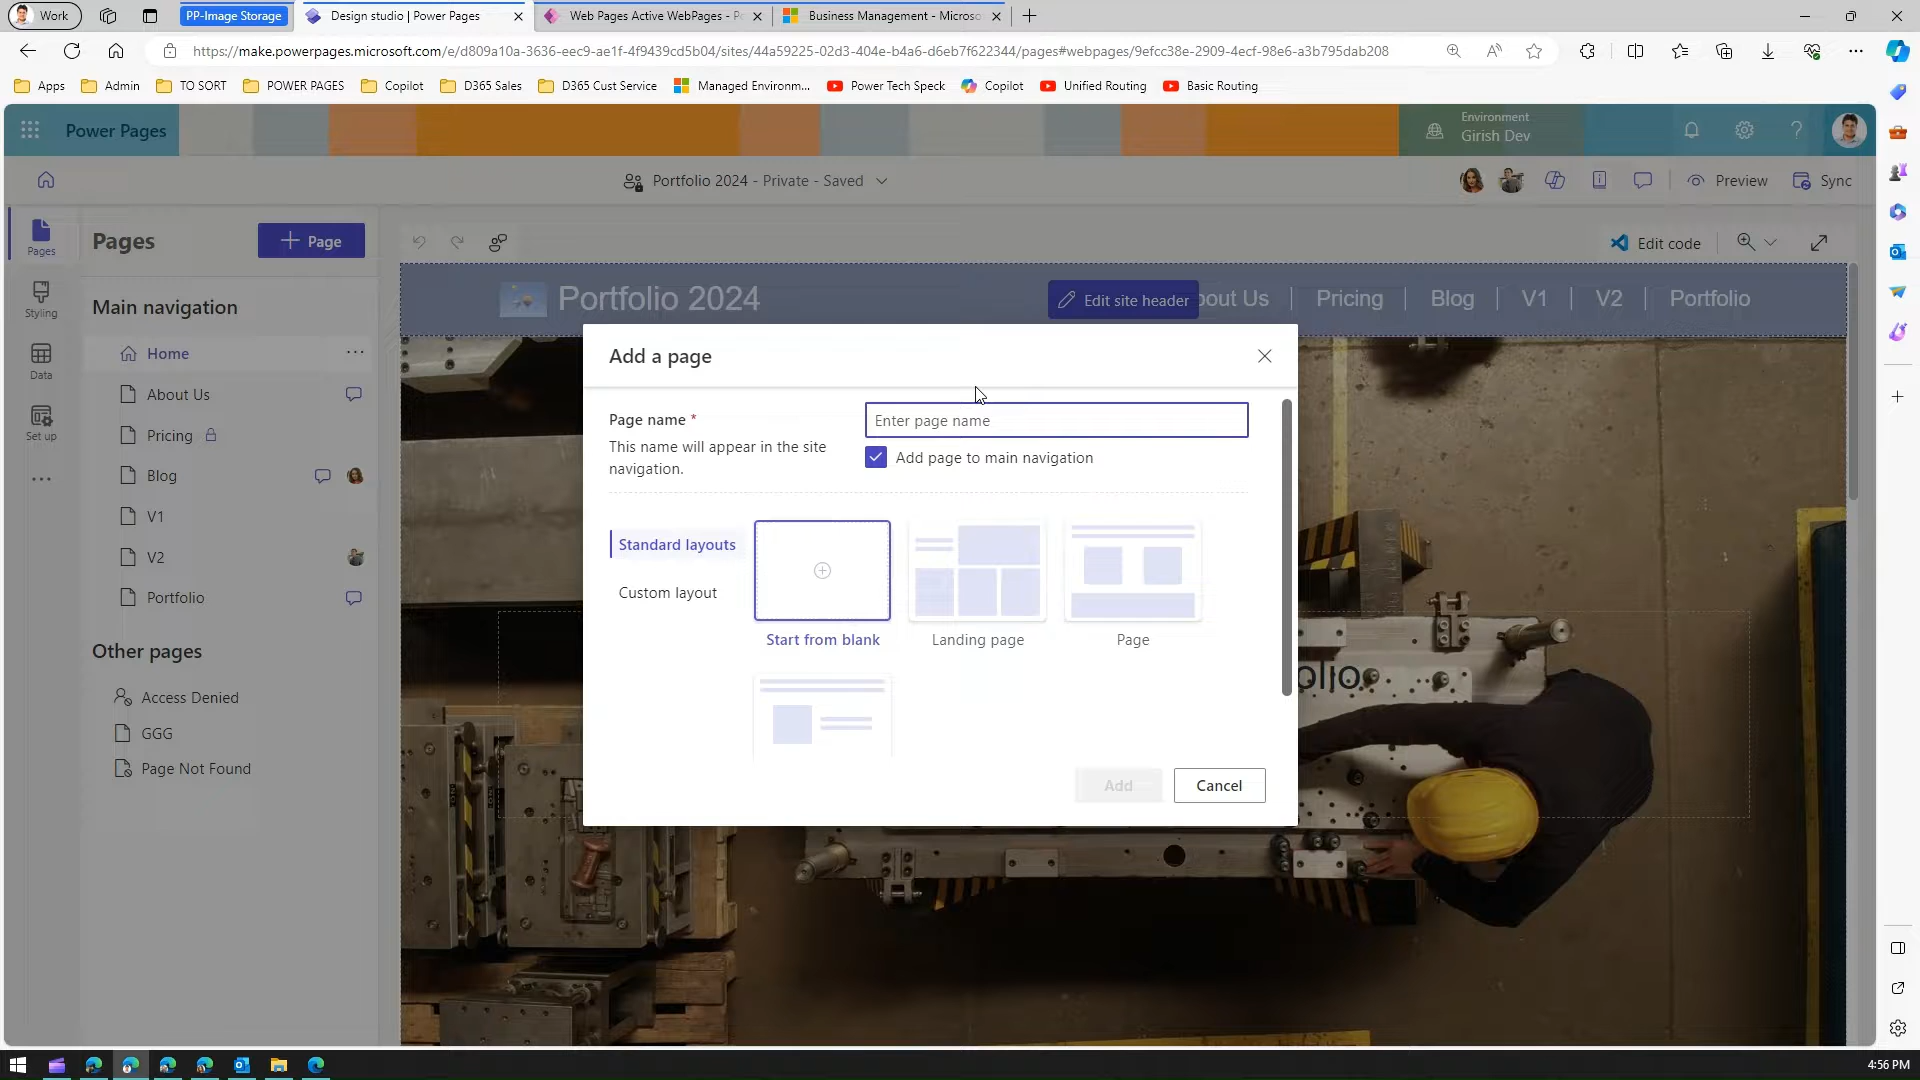 Work
PP-Image Storage
Design studio | Power Pages
Web Pages Active WebPages - P
Business Management - Microso
https://make.powerpages.microsoft.com/e/d809a10a-3636-eec9-ae1f-4f9439cd5b04/sites/44a59225-02d3-404e-b4a6-d6eb7f622344/pages#webpages/9efcc38e-2909-4ecf-98e6-a3b795dab208
Apps
Admin
TO SORT
POWER PAGES
Copilot
D365 Sales
D365 Cust Service
Managed Environm...
Power Tech Speck
Copilot
Unified Routing
Basic Routing
Power Pages
Environment
Girish Dev
Portfolio 2024 - Private - Saved
Preview
Sync
Pages
Styling
Data
Set up
Pages
Page
Main navigation
Home
About Us
Pricing
Blog
V1
V2
Portfolio
Other pages
Access Denied
GGG
Page Not Found
Edit code
Portfolio 2024
Edit site header
bout Us
Pricing
Blog
V1
V2
Portfolio
Add a page
Page name *
This name will appear in the site
navigation.
Enter page name
Add page to main navigation
Standard layouts
Custom layout
Start from blank
Landing page
Page
Add
Cancel
olio
4:56 PM